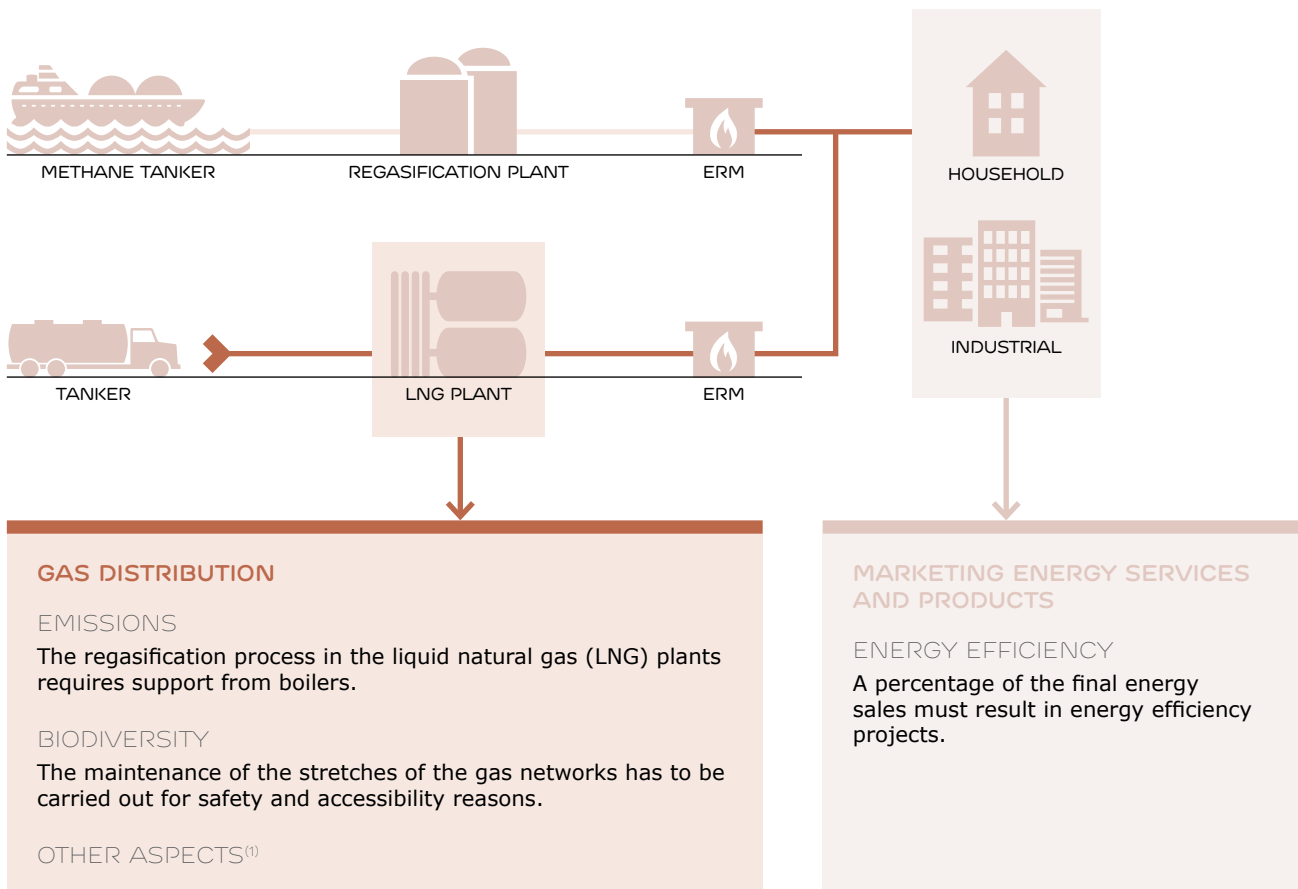 METHANE TANKER
REGASIFICATION PLANT
ERM
HOUSEHOLD
INDUSTRIAL
TANKER
LNG PLANT
ERM
GAS DISTRIBUTION
EMISSIONS
The regasification process in the liquid natural gas (LNG) plants
requires support from boilers.
BIODIVERSITY
The maintenance of the stretches of the gas networks has to be
carried out for safety and accessibility reasons.
OTHER ASPECTS(1)
MARKETING ENERGY SERVICES
AND PRODUCTS
ENERGY EFFICIENCY
A percentage of the final energy
sales must result in energy efficiency
projects.